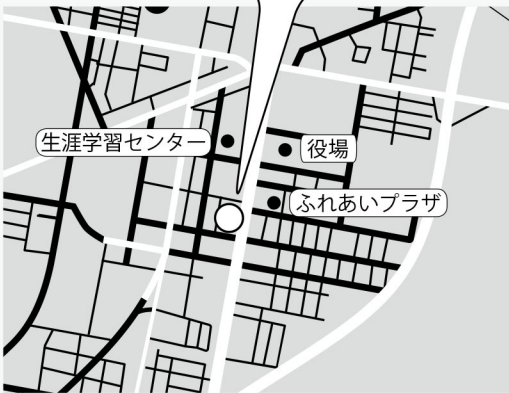 生涯学習センター
役場
ふれあいプラザ